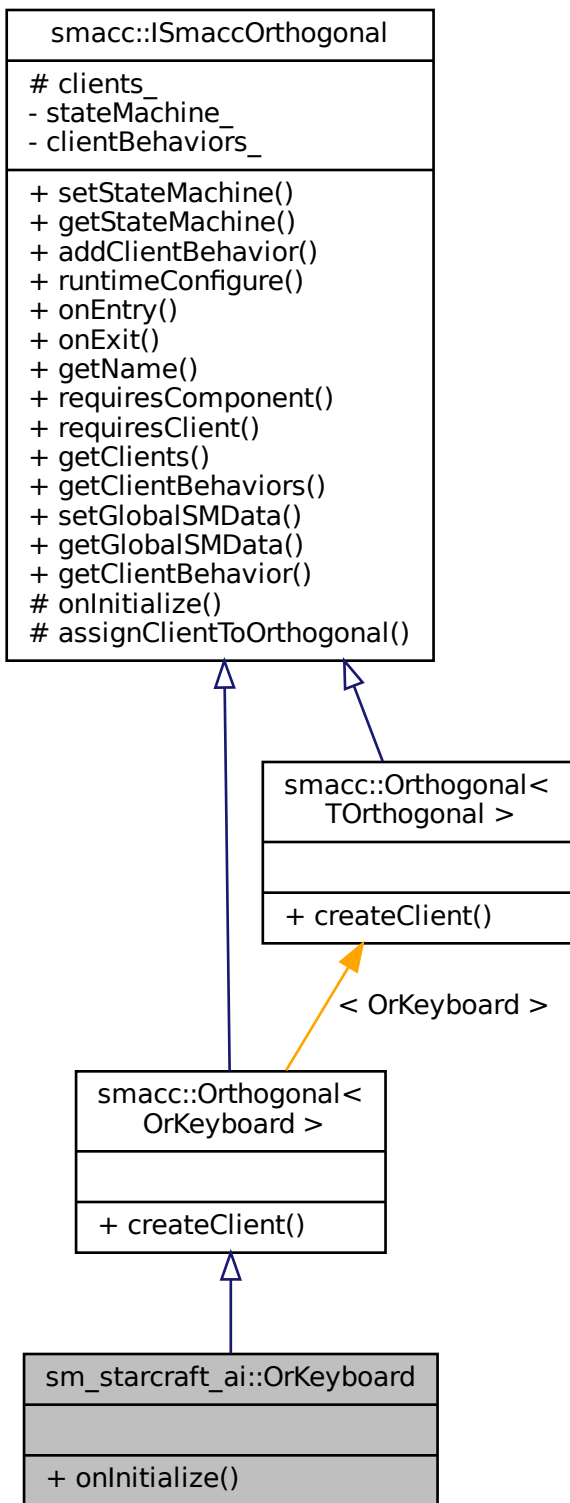 smacc::ISmaccOrthogonal
# clients_
- stateMachine_
- clientBehaviors_
+ setStateMachine()
+ getStateMachine()
+ addClientBehavior()
+ runtimeConfigure()
+ onEntry()
+ onExit()
+ getName()
+ requiresComponent()
+ requiresClient()
+ getClients()
+ getClientBehaviors()
+ setGlobalSMData()
+ getGlobalSMData()
+ getClientBehavior()
# onInitialize()
# assignClientToOrthogonal()
smacc::Orthogonal<
TOrthogonal >
+ createClient()
< OrKeyboard >
smacc::Orthogonal<
OrKeyboard >
+ createClient()
sm_starcraft_ai::OrKeyboard
+ onInitialize()